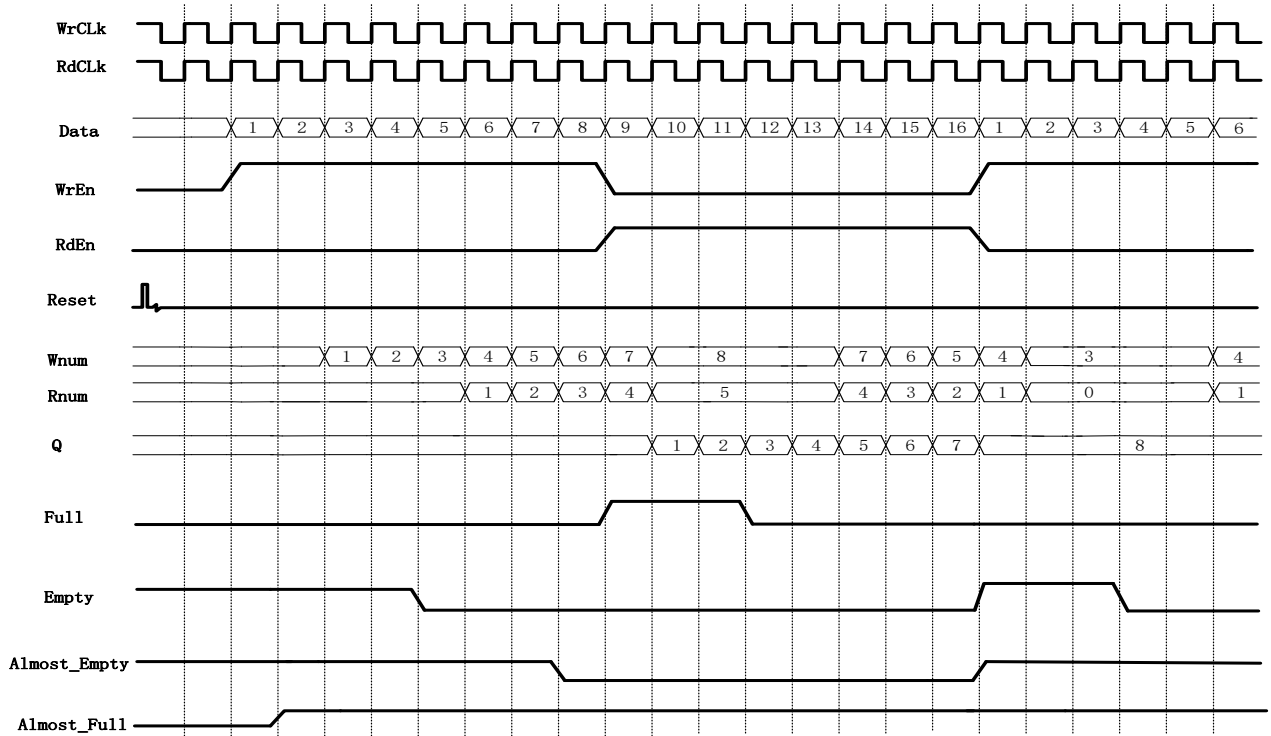 WrCLk
RdCLk
Data 1 2 3 4 5 6 7 8 9 10 11 12 13 14 15 16 1 2 3 4 5 6
WrEn
RdEn
Reset
Wnum 1 2 3 4 5 6 7 8 7 6 5 4 3 4
Rnum 1 2 3 4 5 4 3 2 1 0 1
Q 1 2 3 4 5 6 7 8
Full
Empty
Almost_Empty
Almost_Full